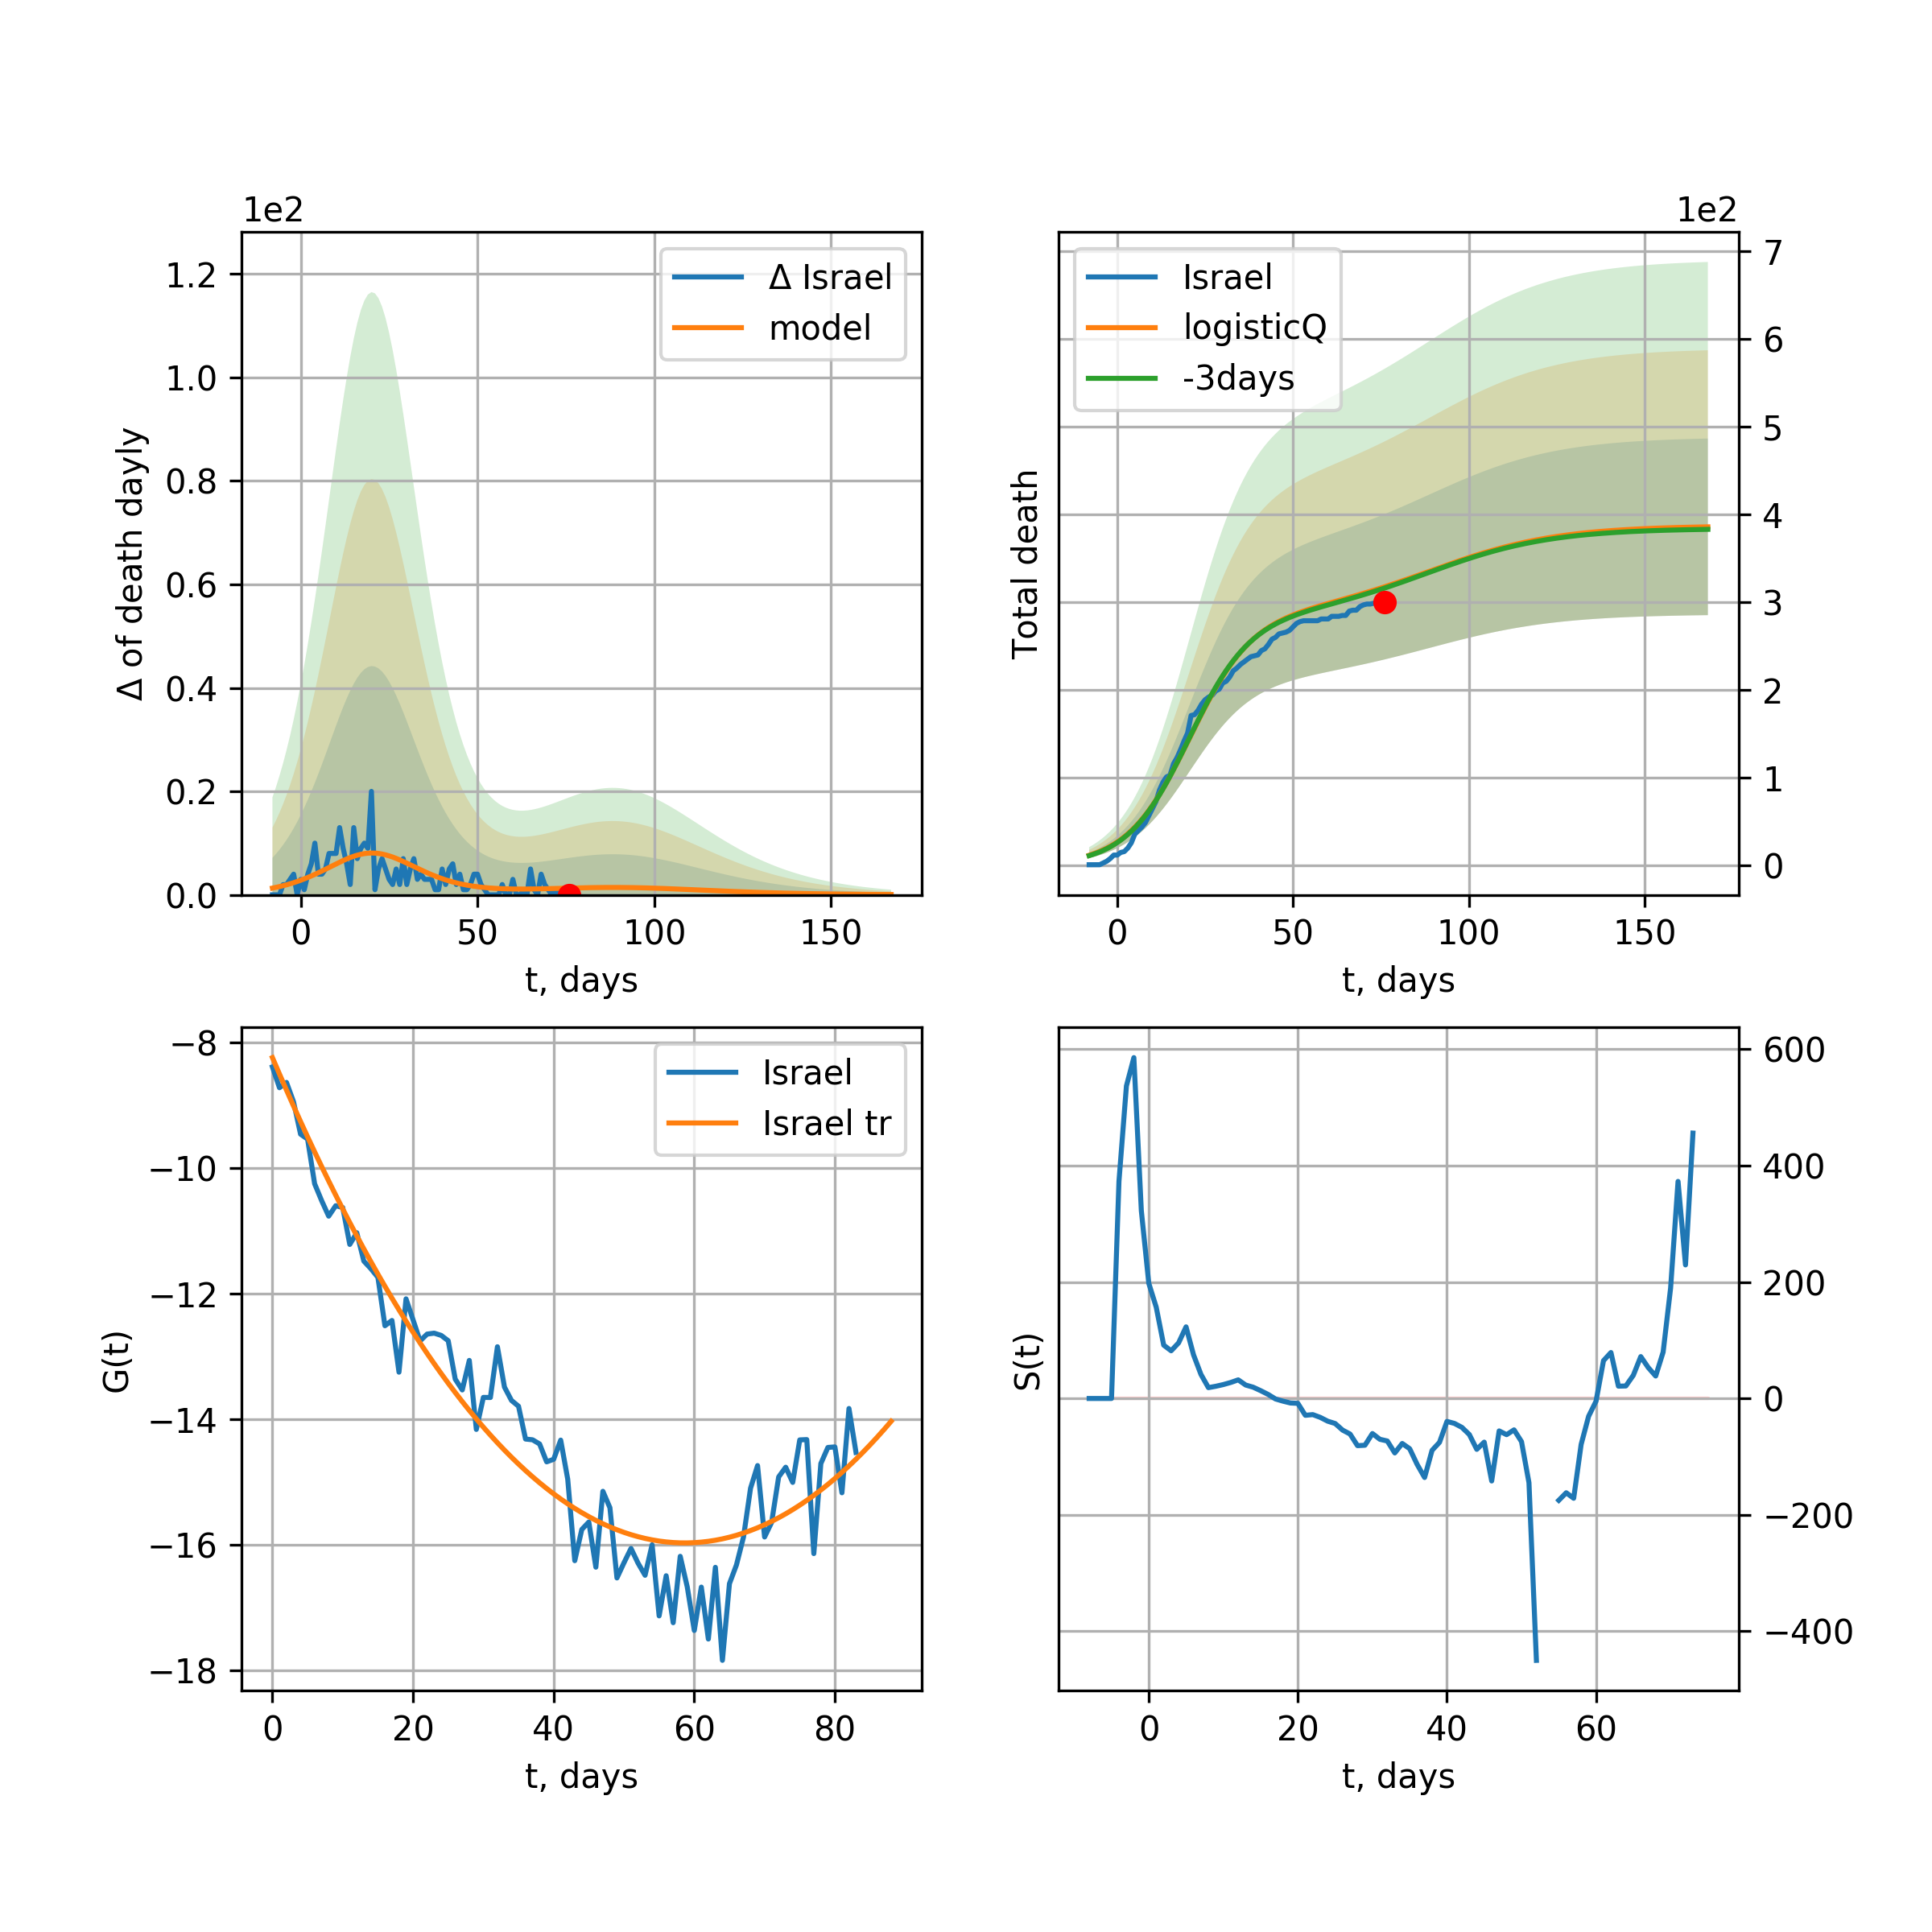 1e2
1.2
1.0
0.8
0.6
0.4
0.2
0.0
Δ of death dayly
Δ Israel
model
0
50
100
150
t, days
1e2
Total death
Israel
logisticQ
-3days
7
6
5
4
3
2
1
0
0
50
100
150
t, days
−8
−10
−12
−14
−16
−18
G(t)
Israel
Israel tr
0
20
40
60
80
t, days
S(t)
600
400
200
0
−200
−400
0
20
40
60
t, days